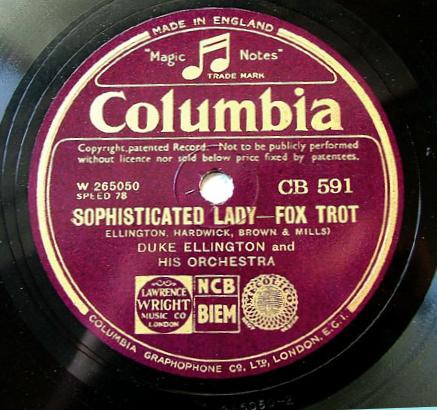 MADE IN ENGLAND
"Magic Notes"
TRADE MARK
Columbia
Copyright, patented Record. Not to be publicly performed
without licence nor sold below price fixed by patentees.
W 265050
SPEED 78
CB 591
SOPHISTICATED LADY—FOX TROT
ELLINGTON, HARDWICK, BROWN & MILLS)
DUKE ELLINGTON and
HIS ORCHESTRA
LAWRENCE
WRIGHT
MUSIC CO
LONDON
NCB
BIEM
COLUMBIA GRAPHOPHONE CO. LTD, LONDON, E.C.1.